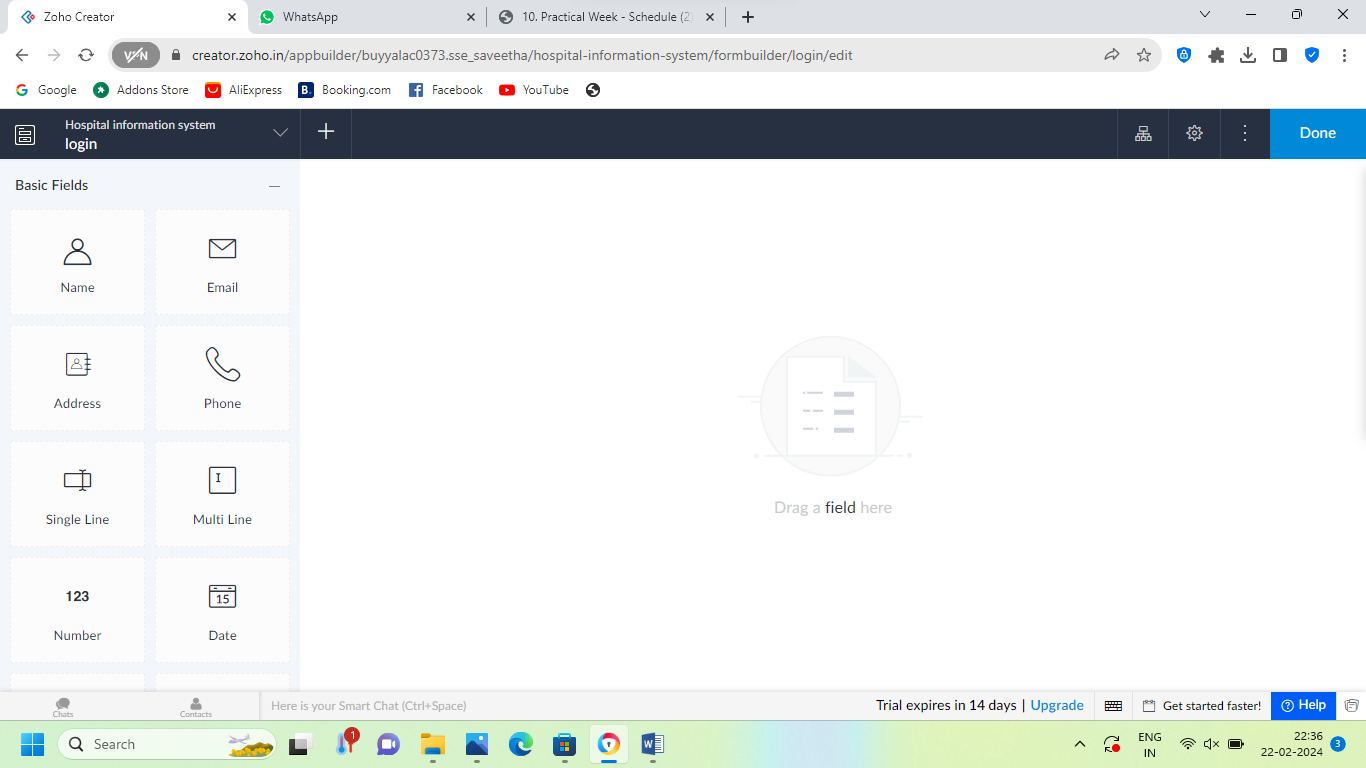 Zoho Creator
WhatsApp
10. Practical Week - Schedule (2)
VPN
creator.zoho.in/appbuilder/buyyalac0373.sse_saveetha/hospital-information-system/formbuilder/login/edit
Google
Addons Store
AliExpress
B.
Booking.com
Facebook
YouTube
Hospital information system
login
Done
Basic Fields
Name
Email
Address
Phone
Single Line
Multi Line
123
15
Number
Date
Drag a field here
Chats
Contacts
Here is your Smart Chat (Ctrl+Space)
Trial expires in 14 days | Upgrade
Get started faster!
Help
Search
1
W
ENG
IN
22:36
22-02-2024
3